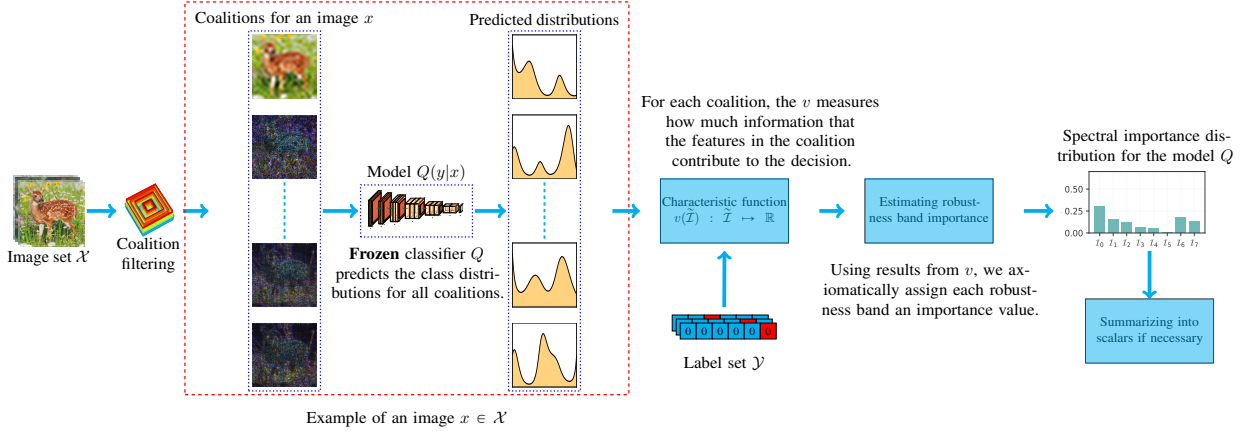 Coalitions for an image x
Predicted distributions
Image set 𝒳
Coalition
filtering
Model Q(y|x)
Frozen classifier Q
predicts the class distri-
butions for all coalitions.
Example of an image x ∈ 𝒳
For each coalition, the v measures
how much information that
the features in the coalition
contribute to the decision.
Characteristic function
v(Ĩ) : Ĩ ↦ ℝ
0 0 0 0 0 0
Label set 𝒴
Estimating robust-
ness band importance
Using results from v, we ax-
iomatically assign each robust-
ness band an importance value.
Spectral importance dis-
tribution for the model Q
0.50
0.25
0.00
I₀ I₁ I₂ I₃ I₄ I₅ I₆ I₇
Summarizing into
scalars if necessary